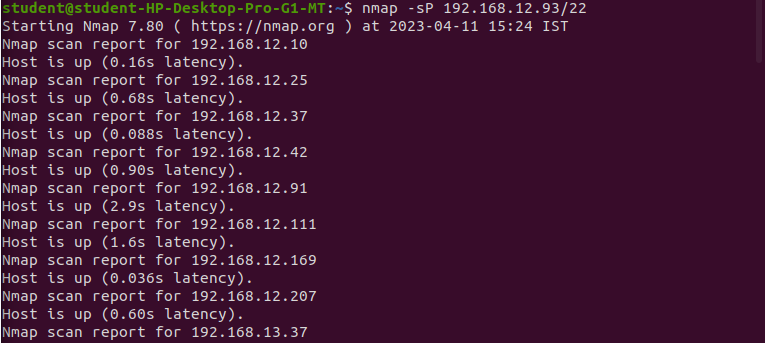 student@student-HP-Desktop-Pro-G1-MT:~$ nmap -sP 192.168.12.93/22
Starting Nmap 7.80 ( https://nmap.org ) at 2023-04-11 15:24 IST
Nmap scan report for 192.168.12.10
Host is up (0.16s latency).
Nmap scan report for 192.168.12.25
Host is up (0.68s latency).
Nmap scan report for 192.168.12.37
Host is up (0.088s latency).
Nmap scan report for 192.168.12.42
Host is up (0.90s latency).
Nmap scan report for 192.168.12.91
Host is up (2.9s latency).
Nmap scan report for 192.168.12.111
Host is up (1.6s latency).
Nmap scan report for 192.168.12.169
Host is up (0.036s latency).
Nmap scan report for 192.168.12.207
Host is up (0.60s latency).
Nmap scan report for 192.168.13.37